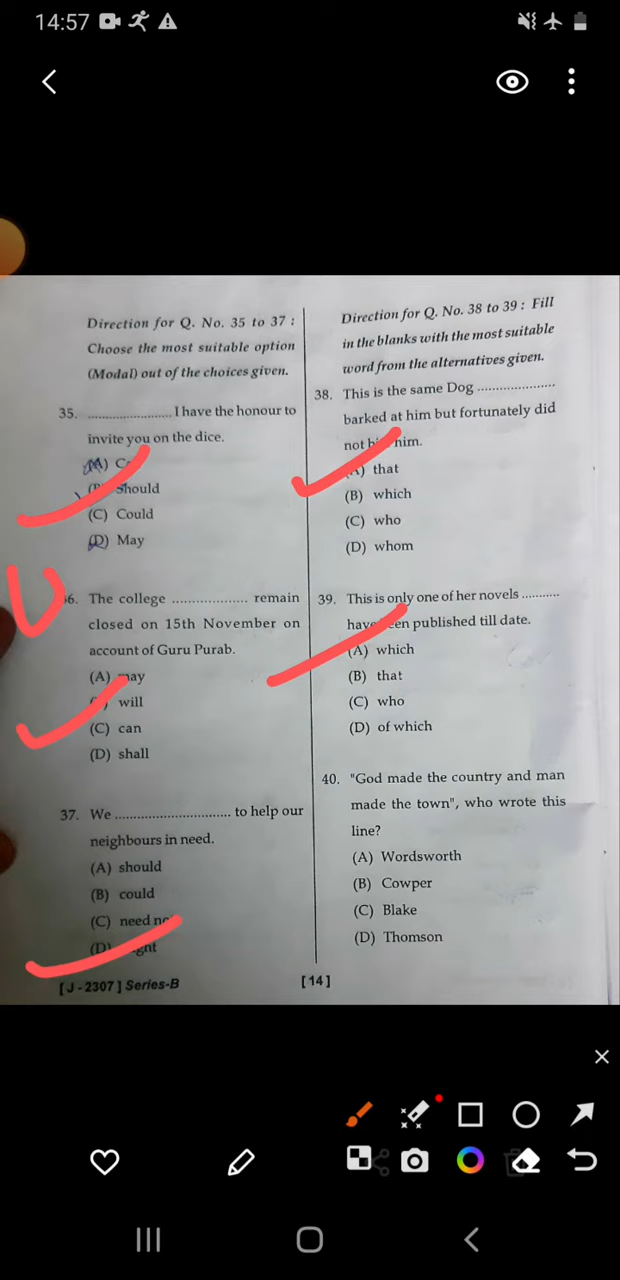 14:57
Direction for Q. No. 35 to 37 :
Choose the most suitable option
(Modal) out of the choices given.
35. ........................ I have the honour to
invite you on the dice.
(A)
Should
(C) Could
(D) May
The college ..................... remain
closed on 15th November on
account of Guru Purab.
(A)
will
(C) can
(D) shall
37. We ................................ to help our
neighbours in need.
(A) should
(B) could
(C) need
(D)
[ J - 2307 ] Series-B
[ 14 ]
Direction for Q. No. 38 to 39 : Fill
in the blanks with the most suitable
word from the alternatives given.
38. This is the same Dog ......................
barked at him but fortunately did
not him.
that
(B) which
(C) who
(D) whom
39. This is only one of her novels ...........
published till date.
(A) which
(B) that
(C) who
(D) of which
40. "God made the country and man
made the town", who wrote this
line?
(A) Wordsworth
(B) Cowper
(C) Blake
(D) Thomson